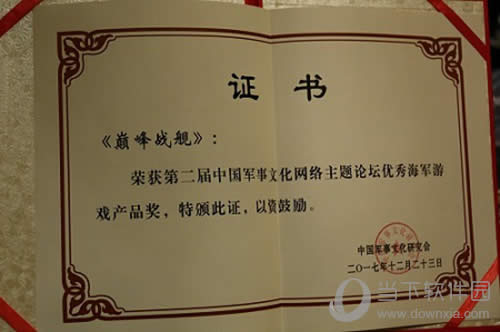 证书
《巅峰战舰》：
荣获第二届中国军事文化网络主题论坛优秀海军游
戏产品奖，特颁此证，以资鼓励。
中国军事文化研究会
二〇一七年十二月二十三日
当下软件园
www.downxia.com